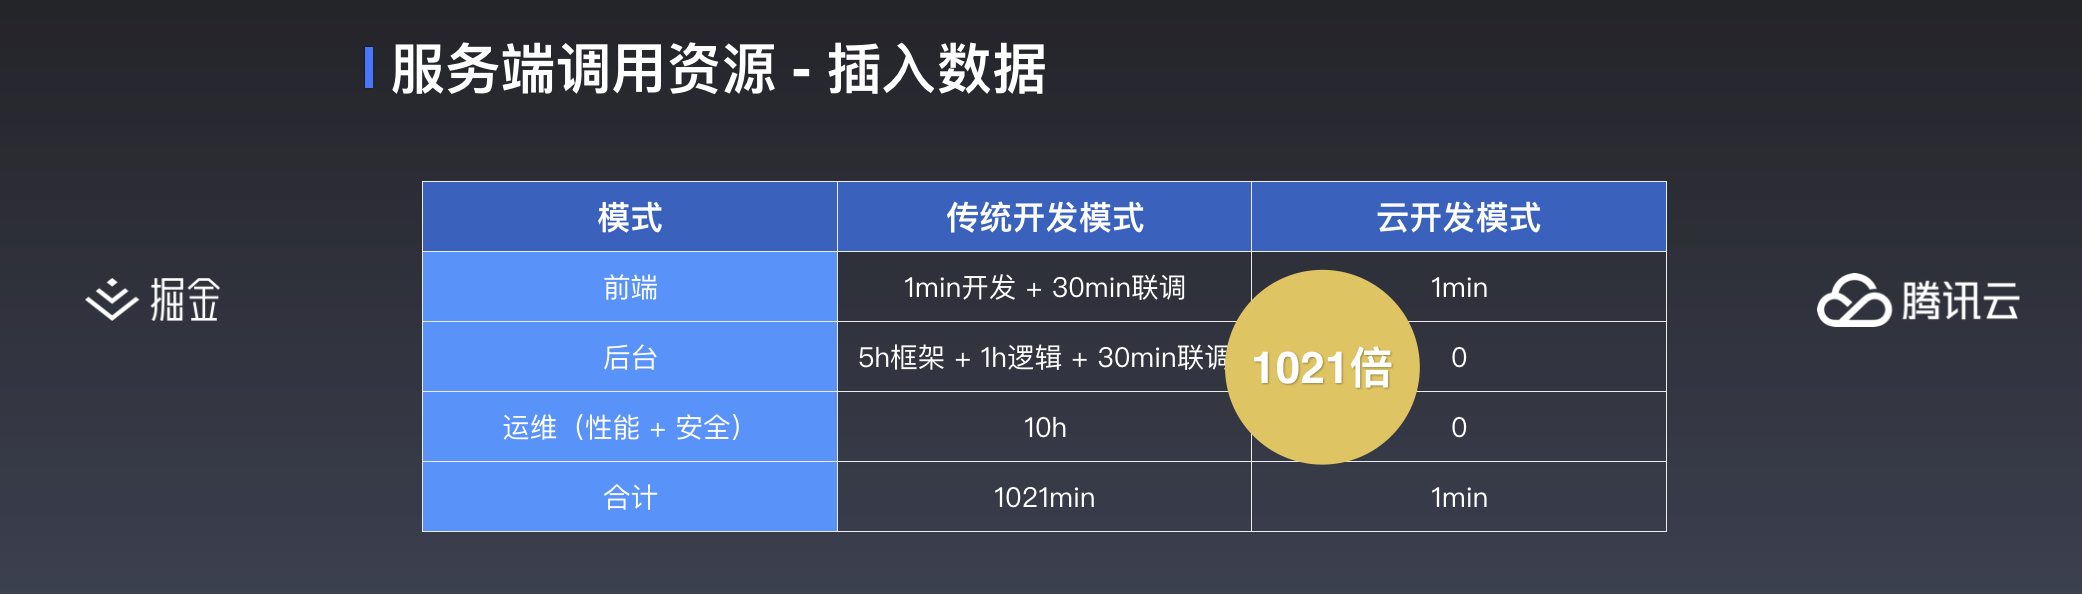 服务端调用资源 - 插入数据
模式 传统开发模式 云开发模式
前端 1min开发 + 30min联调 1min
后台 5h框架 + 1h逻辑 + 30min联调 0
1021倍
运维（性能 + 安全） 10h 0
合计 1021min 1min
掘金
腾讯云